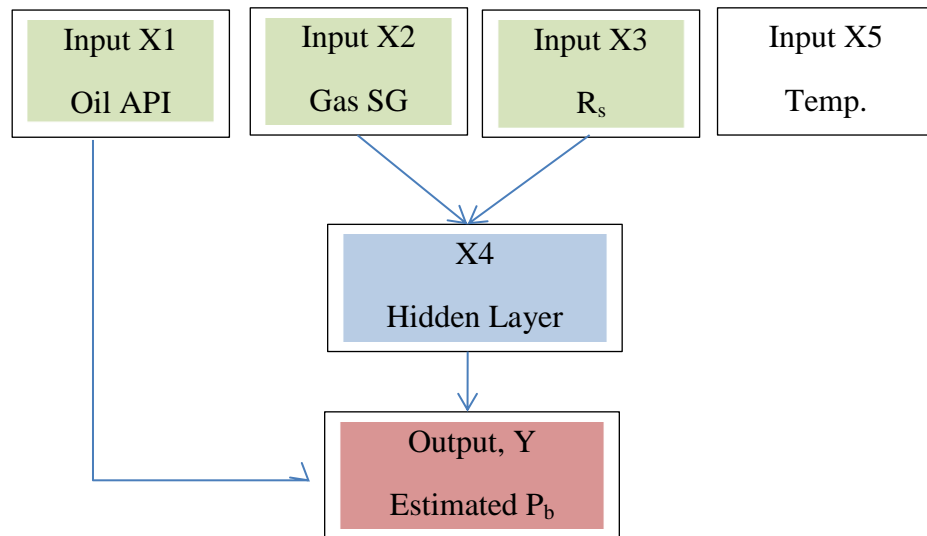 Input X1
Oil API
Input X2
Gas SG
Input X3
Rₛ
Input X5
Temp.
X4
Hidden Layer
Output, Y
Estimated P_b